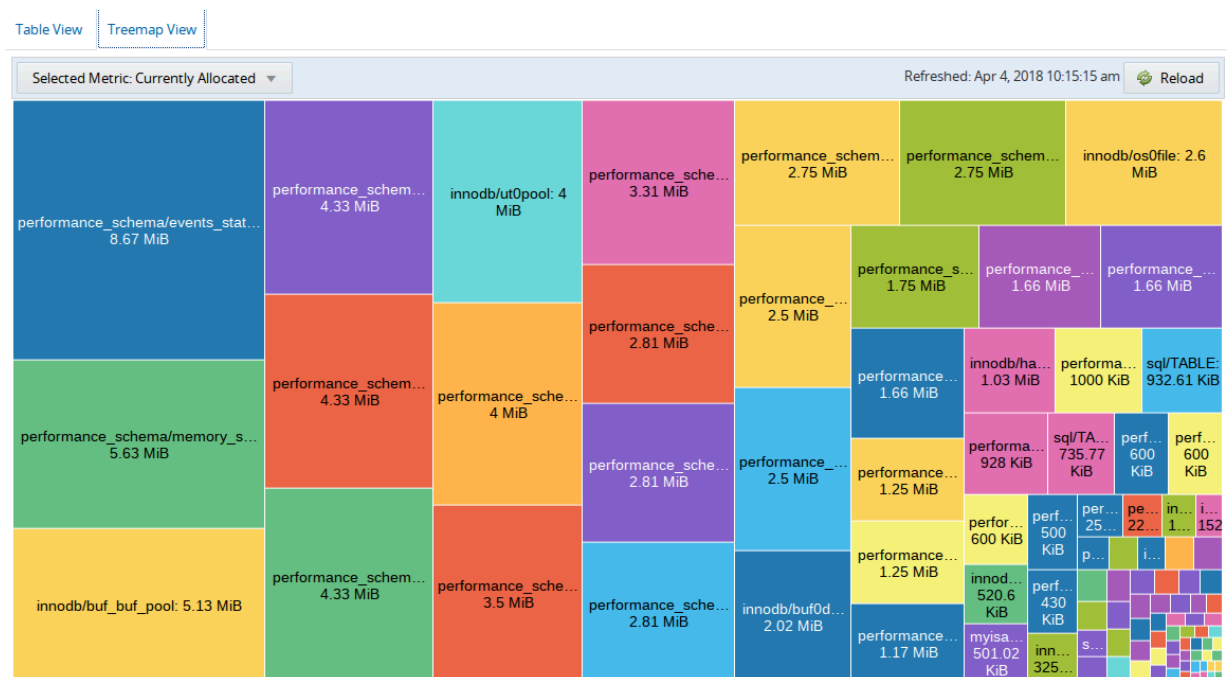 Table View
Treemap View
Selected Metric: Currently Allocated
Refreshed: Apr 4, 2018 10:15:15 am
Reload
performance_schema/events_stat...
8.67 MiB
performance_schema/memory_s...
5.63 MiB
innodb/buf_buf_pool: 5.13 MiB
performance_schem...
4.33 MiB
performance_schem...
4.33 MiB
performance_schem...
4.33 MiB
innodb/ut0pool: 4
MiB
performance_sche...
4 MiB
performance_sche...
3.5 MiB
performance_sche...
3.31 MiB
performance_sche...
2.81 MiB
performance_sche...
2.81 MiB
performance_sche...
2.81 MiB
performance_schem...
2.75 MiB
performance_schem...
2.75 MiB
innodb/os0file: 2.6
MiB
performance_...
2.5 MiB
performance_...
2.5 MiB
innodb/buf0d...
2.02 MiB
performance_s...
1.75 MiB
performance_...
1.66 MiB
performance_...
1.66 MiB
performance...
1.66 MiB
performance...
1.25 MiB
performance...
1.25 MiB
performance...
1.17 MiB
innodb/ha...
1.03 MiB
performa...
1000 KiB
sql/TABLE:
932.61 KiB
performa...
928 KiB
sql/TA...
735.77
KiB
perf...
600
KiB
perf...
600
KiB
perfor...
600 KiB
innod...
520.6
KiB
myisa...
501.02
KiB
perf...
500
KiB
perf...
430
KiB
inn...
325...
per...
25...
pe...
22...
in...
1...
i...
152
p...
i...
s...